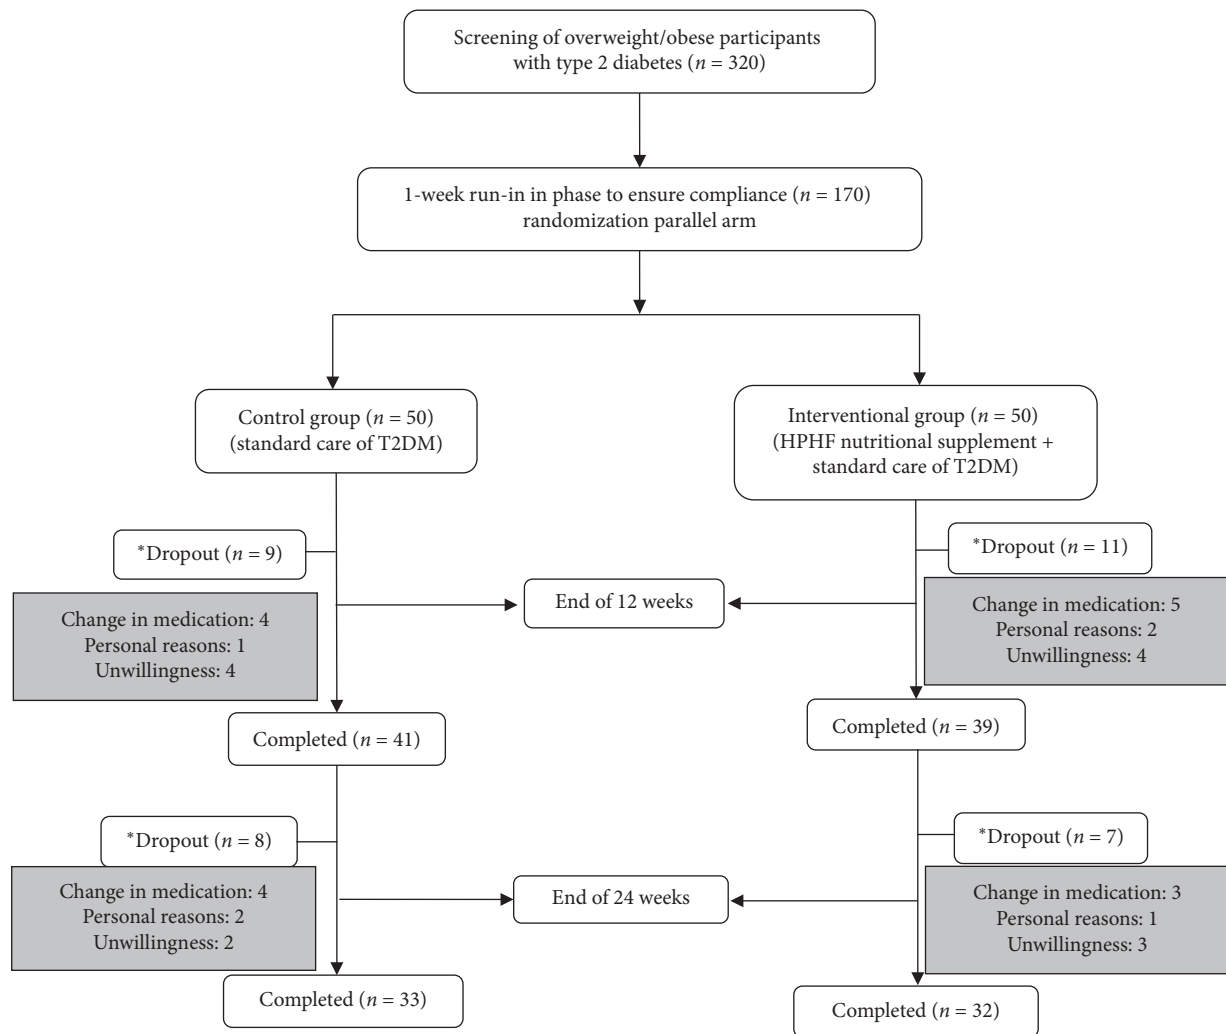 Screening of overweight/obese participants
with type 2 diabetes (n = 320)
1-week run-in in phase to ensure compliance (n = 170)
randomization parallel arm
Control group (n = 50)
(standard care of T2DM)
Interventional group (n = 50)
(HPHF nutritional supplement +
standard care of T2DM)
*Dropout (n = 9)
*Dropout (n = 11)
Change in medication: 4
Personal reasons: 1
Unwillingness: 4
End of 12 weeks
Change in medication: 5
Personal reasons: 2
Unwillingness: 4
Completed (n = 41)
Completed (n = 39)
*Dropout (n = 8)
*Dropout (n = 7)
Change in medication: 4
Personal reasons: 2
Unwillingness: 2
End of 24 weeks
Change in medication: 3
Personal reasons: 1
Unwillingness: 3
Completed (n = 33)
Completed (n = 32)